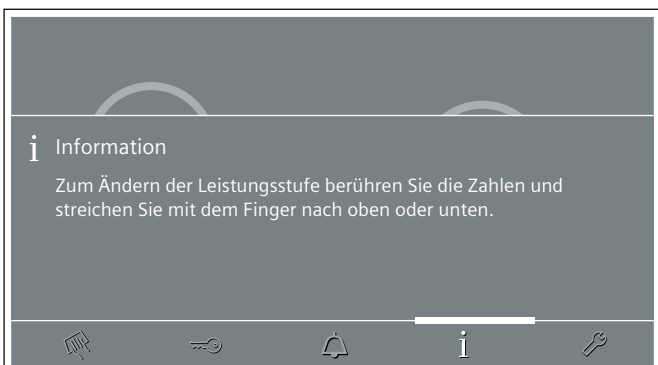 i Information
Zum Ändern der Leistungsstufe berühren Sie die Zahlen und
streichen Sie mit dem Finger nach oben oder unten.
i